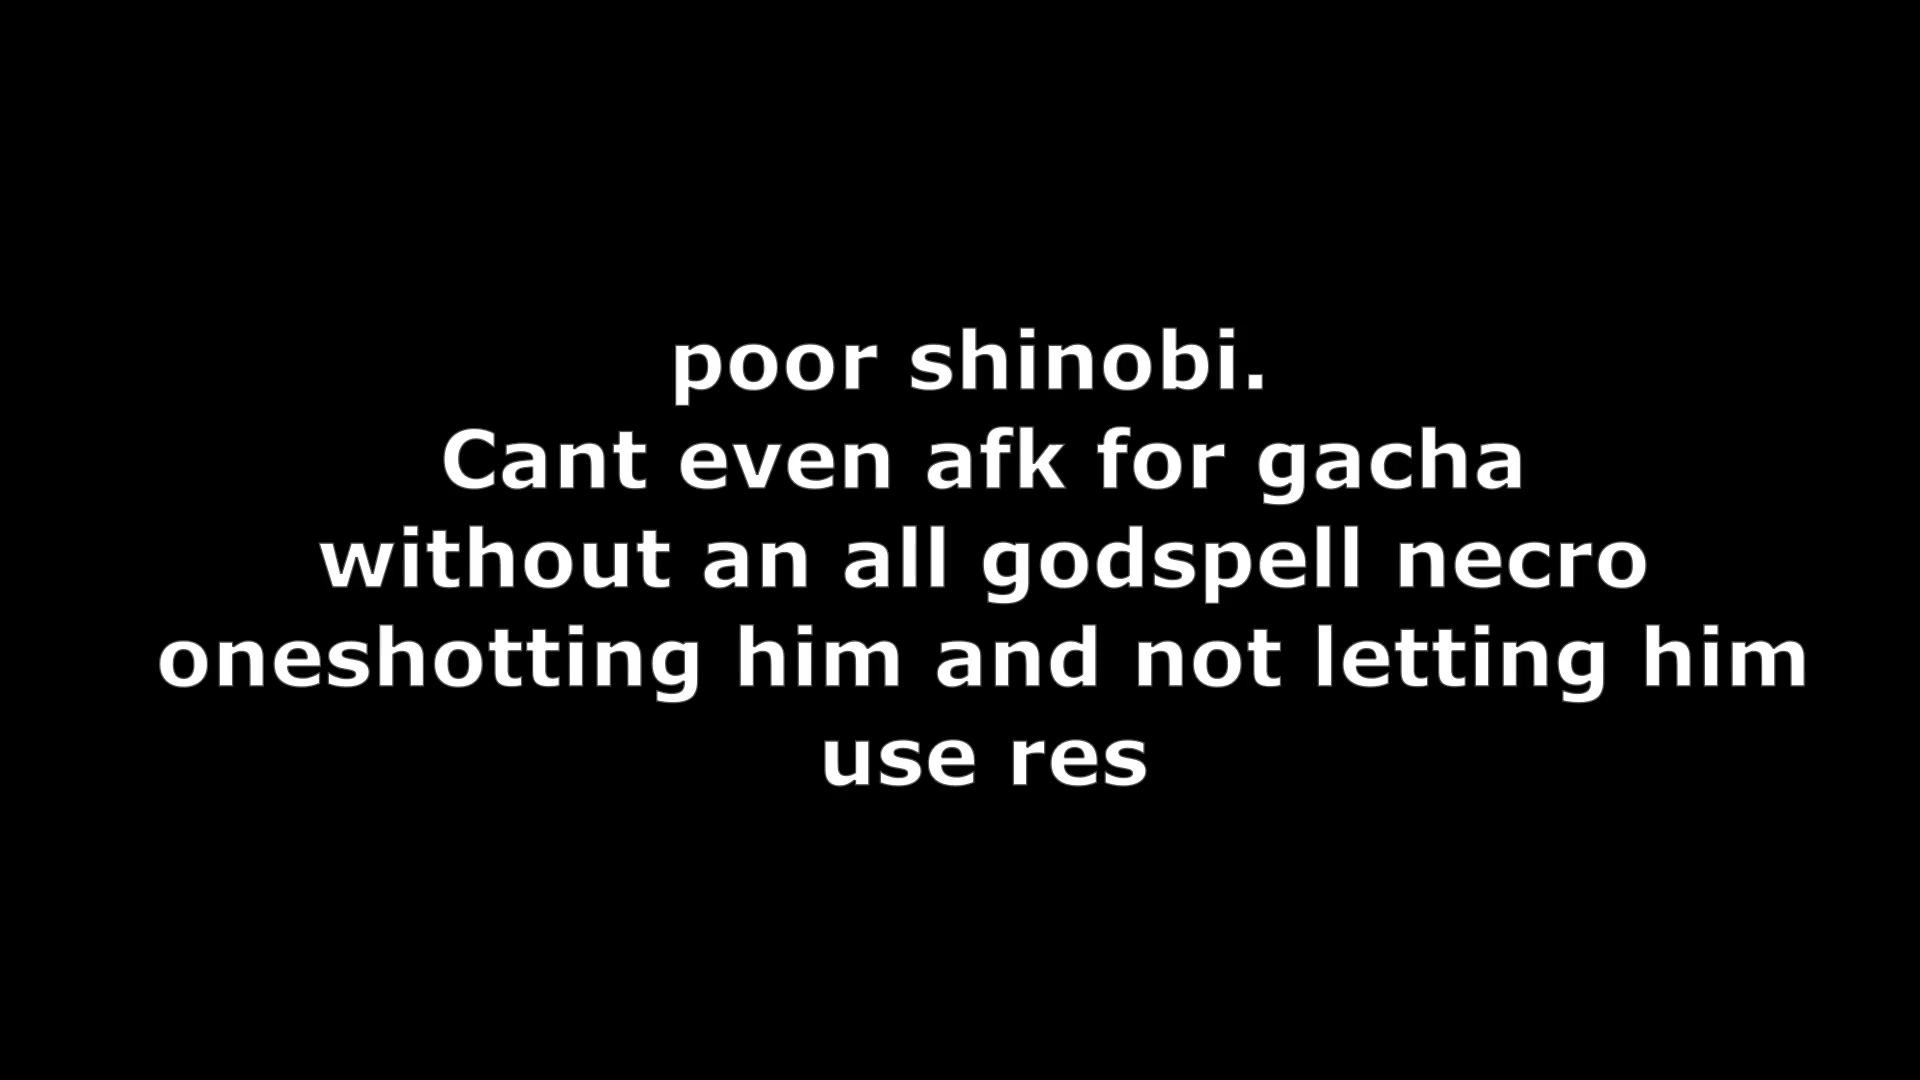 poor shinobi.
Cant even afk for gacha
without an all godspell necro
oneshotting him and not letting him
use res